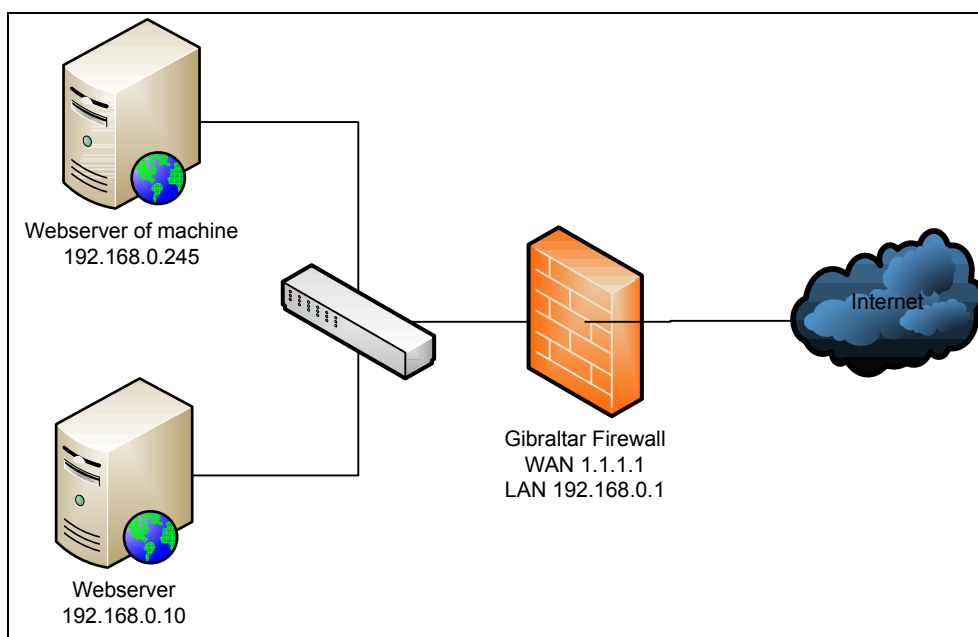 Webserver of machine
192.168.0.245
Internet
Gibraltar Firewall
WAN 1.1.1.1
LAN 192.168.0.1
Webserver
192.168.0.10